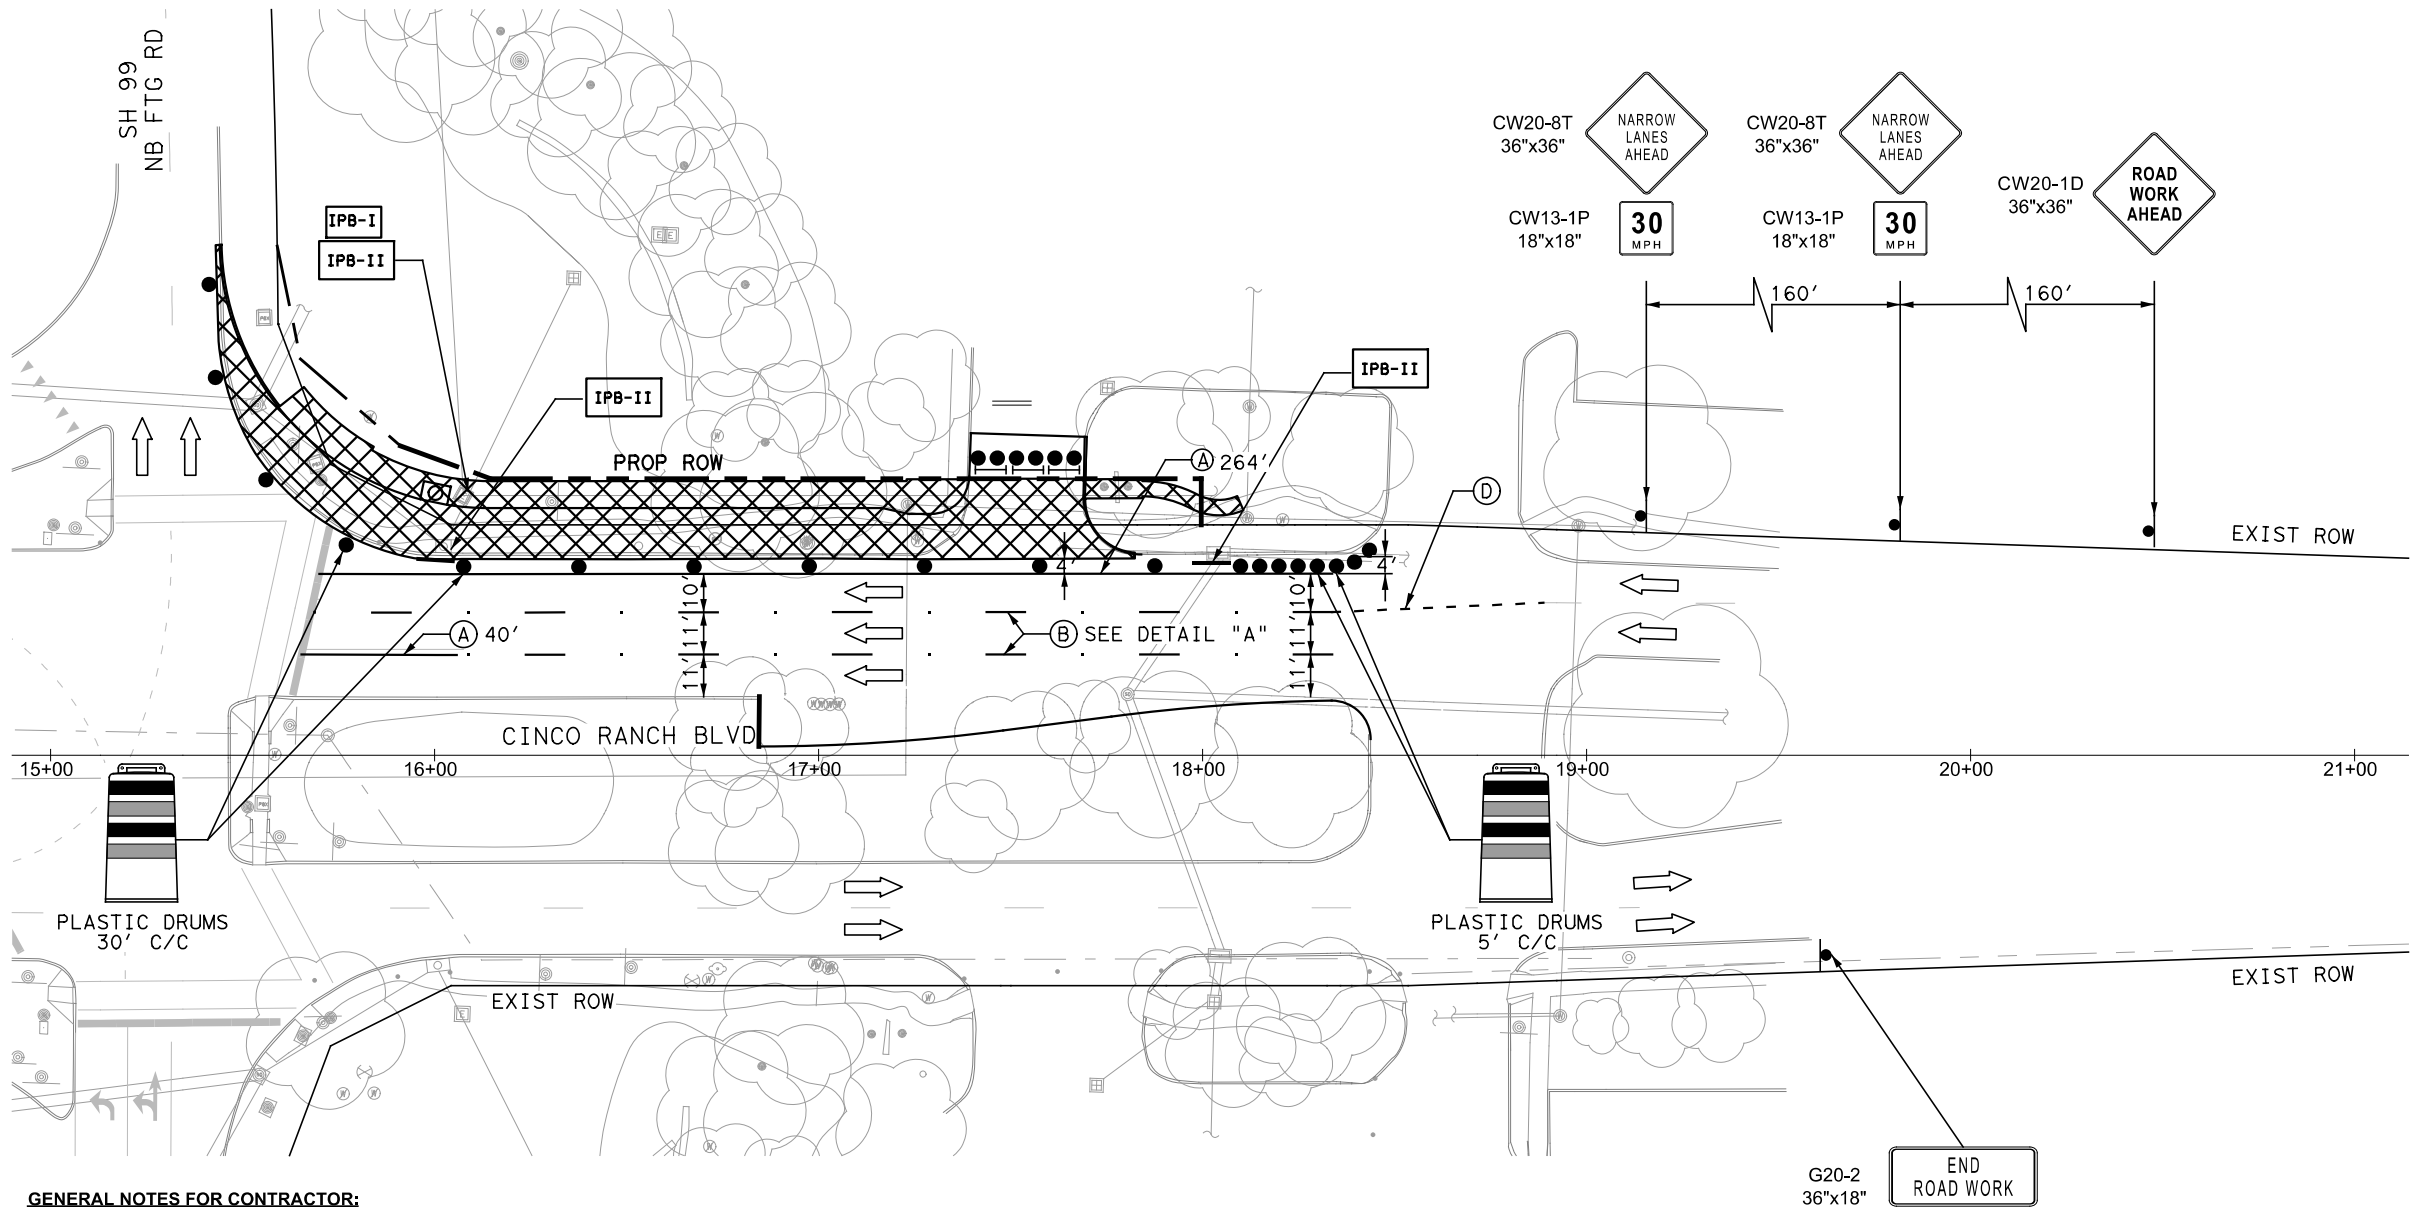 SH 99
NB FTG RD
IPB-I
IPB-II
IPB-II
IPB-II
CW20-8T
36"x36"
NARROW
LANES
AHEAD
CW13-1P
18"x18"
30
MPH
CW20-8T
36"x36"
NARROW
LANES
AHEAD
CW13-1P
18"x18"
30
MPH
CW20-1D
36"x36"
ROAD
WORK
AHEAD
160'
160'
PROP ROW
A 264'
D
EXIST ROW
4'
4'
10'
11'
11'
10'
11'
11'
A 40'
B SEE DETAIL "A"
CINCO RANCH BLVD
15+00
16+00
17+00
18+00
19+00
20+00
21+00
PLASTIC DRUMS
30' C/C
PLASTIC DRUMS
5' C/C
EXIST ROW
EXIST ROW
G20-2
36"x18"
END
ROAD WORK
GENERAL NOTES FOR CONTRACTOR: